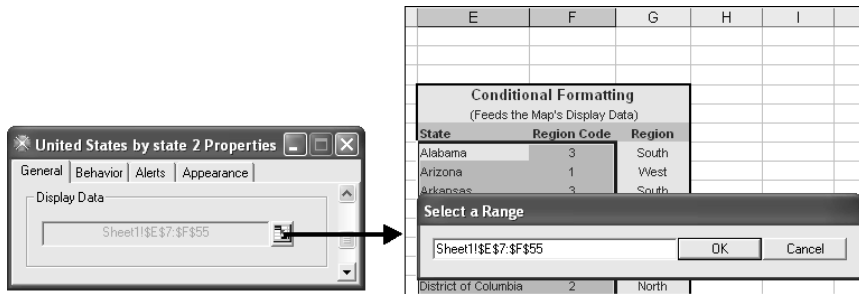 United States by state 2 Properties
General Behavior Alerts Appearance
Display Data
Sheet1!$E$7:$F$55
E F G H I
Conditional Formatting
(Feeds the Map's Display Data)
State Region Code Region
Alabama 3 South
Arizona 1 West
Arkansas 3 South
Select a Range
Sheet1!$E$7:$F$55 OK Cancel
District of Columbia 2 North